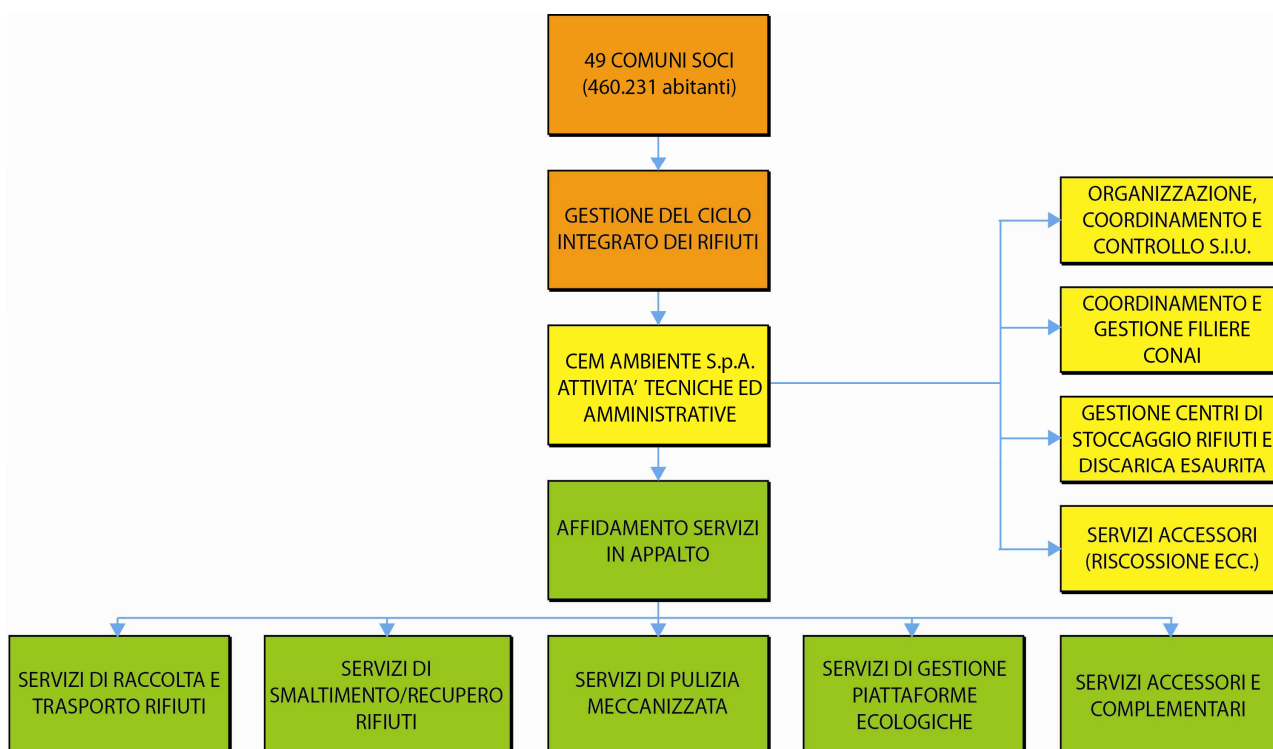 49 COMUNI SOCI
(460.231 abitanti)
GESTIONE DEL CICLO
INTEGRATO DEI RIFIUTI
ORGANIZZAZIONE,
COORDINAMENTO E
CONTROLLO S.I.U.
COORDINAMENTO E
GESTIONE FILIERE
CONAI
CEM AMBIENTE S.p.A.
ATTIVITA’ TECNICHE ED
AMMINISTRATIVE
GESTIONE CENTRI DI
STOCCAGGIO RIFIUTI E
DISCARICA ESAURITA
AFFIDAMENTO SERVIZI
IN APPALTO
SERVIZI ACCESSORI
(RISCOSSIONE ECC.)
SERVIZI DI RACCOLTA E
TRASPORTO RIFIUTI
SERVIZI DI
SMALTIMENTO/RECUPERO
RIFIUTI
SERVIZI DI PULIZIA
MECCANIZZATA
SERVIZI DI GESTIONE
PIATTAFORME
ECOLOGICHE
SERVIZI ACCESSORI E
COMPLEMENTARI